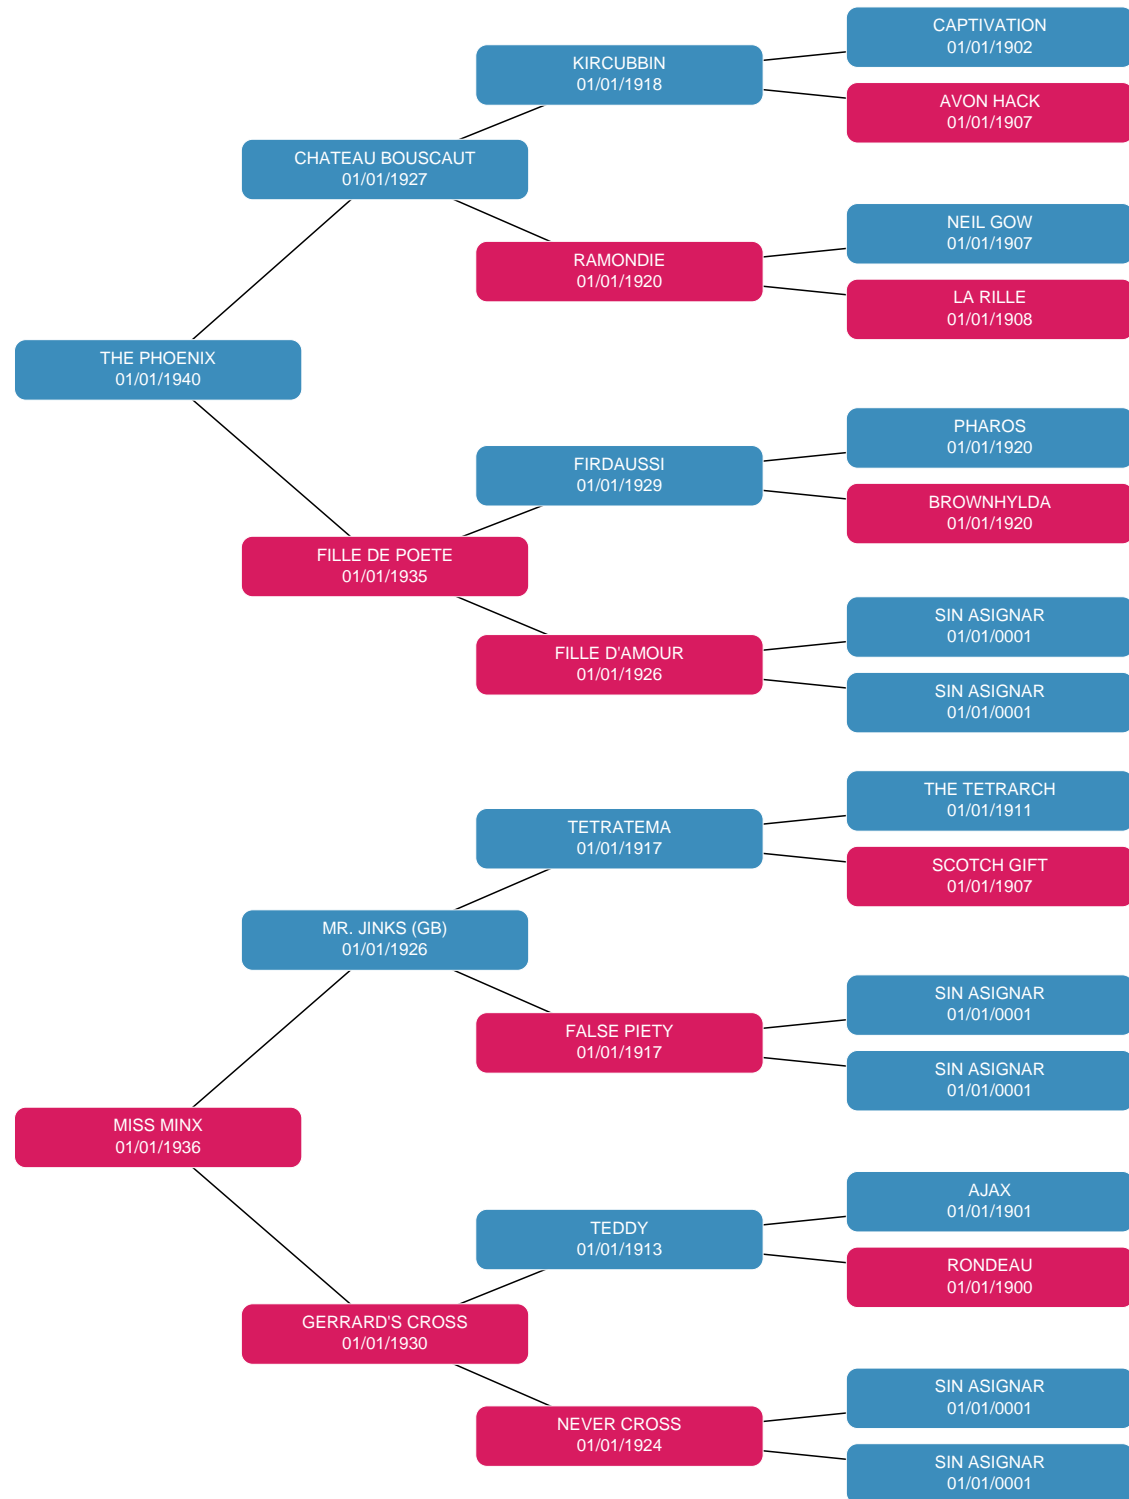 CAPTIVATION
01/01/1902
KIRCUBBIN
01/01/1918
AVON HACK
01/01/1907
CHATEAU BOUSCAUT
01/01/1927
NEIL GOW
01/01/1907
RAMONDIE
01/01/1920
LA RILLE
01/01/1908
THE PHOENIX
01/01/1940
PHAROS
01/01/1920
FIRDAUSSI
01/01/1929
BROWNHYLDA
01/01/1920
FILLE DE POETE
01/01/1935
SIN ASIGNAR
01/01/0001
FILLE D'AMOUR
01/01/1926
SIN ASIGNAR
01/01/0001
THE TETRARCH
01/01/1911
TETRATEMA
01/01/1917
SCOTCH GIFT
01/01/1907
MR. JINKS (GB)
01/01/1926
SIN ASIGNAR
01/01/0001
FALSE PIETY
01/01/1917
SIN ASIGNAR
01/01/0001
MISS MINX
01/01/1936
AJAX
01/01/1901
TEDDY
01/01/1913
RONDEAU
01/01/1900
GERRARD'S CROSS
01/01/1930
SIN ASIGNAR
01/01/0001
NEVER CROSS
01/01/1924
SIN ASIGNAR
01/01/0001